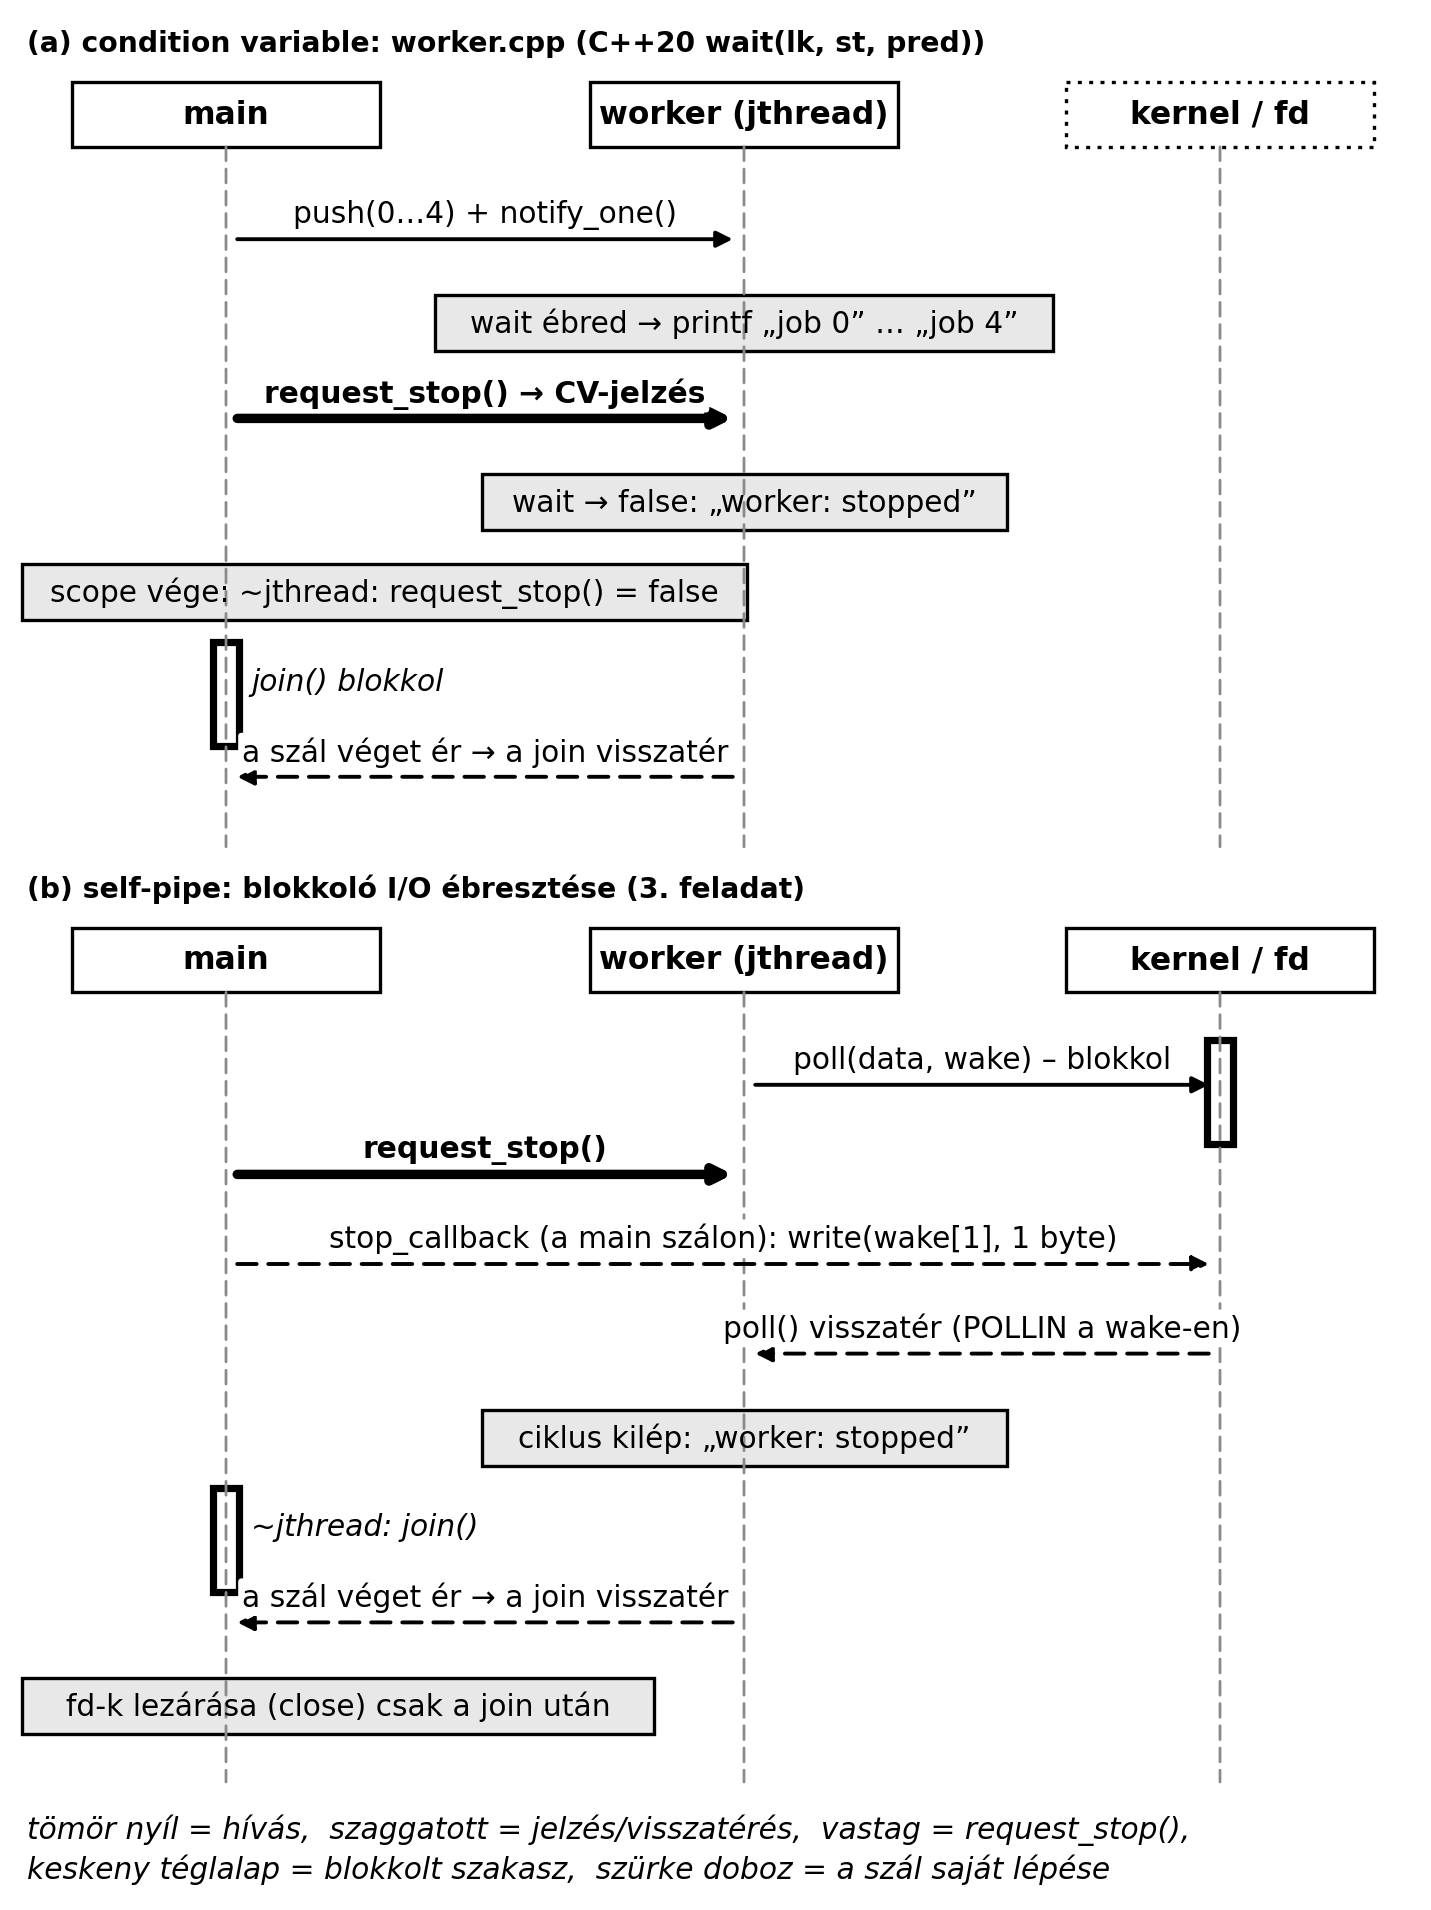 (a) condition variable: worker.cpp (C++20 wait(lk, st, pred))
main
worker (jthread)
kernel / fd
push(0…4) + notify_one()
wait ébred → printf „job 0” … „job 4”
request_stop() → CV-jelzés
wait → false: „worker: stopped”
scope vége: ~jthread: request_stop() = false
join() blokkol
a szál véget ér → a join visszatér
(b) self-pipe: blokkoló I/O ébresztése (3. feladat)
main
worker (jthread)
kernel / fd
poll(data, wake) – blokkol
request_stop()
stop_callback (a main szálon): write(wake[1], 1 byte)
poll() visszatér (POLLIN a wake-en)
ciklus kilép: „worker: stopped”
~jthread: join()
a szál véget ér → a join visszatér
fd-k lezárása (close) csak a join után
tömör nyíl = hívás,  szaggatott = jelzés/visszatérés,  vastag = request_stop(),
keskeny téglalap = blokkolt szakasz,  szürke doboz = a szál saját lépése